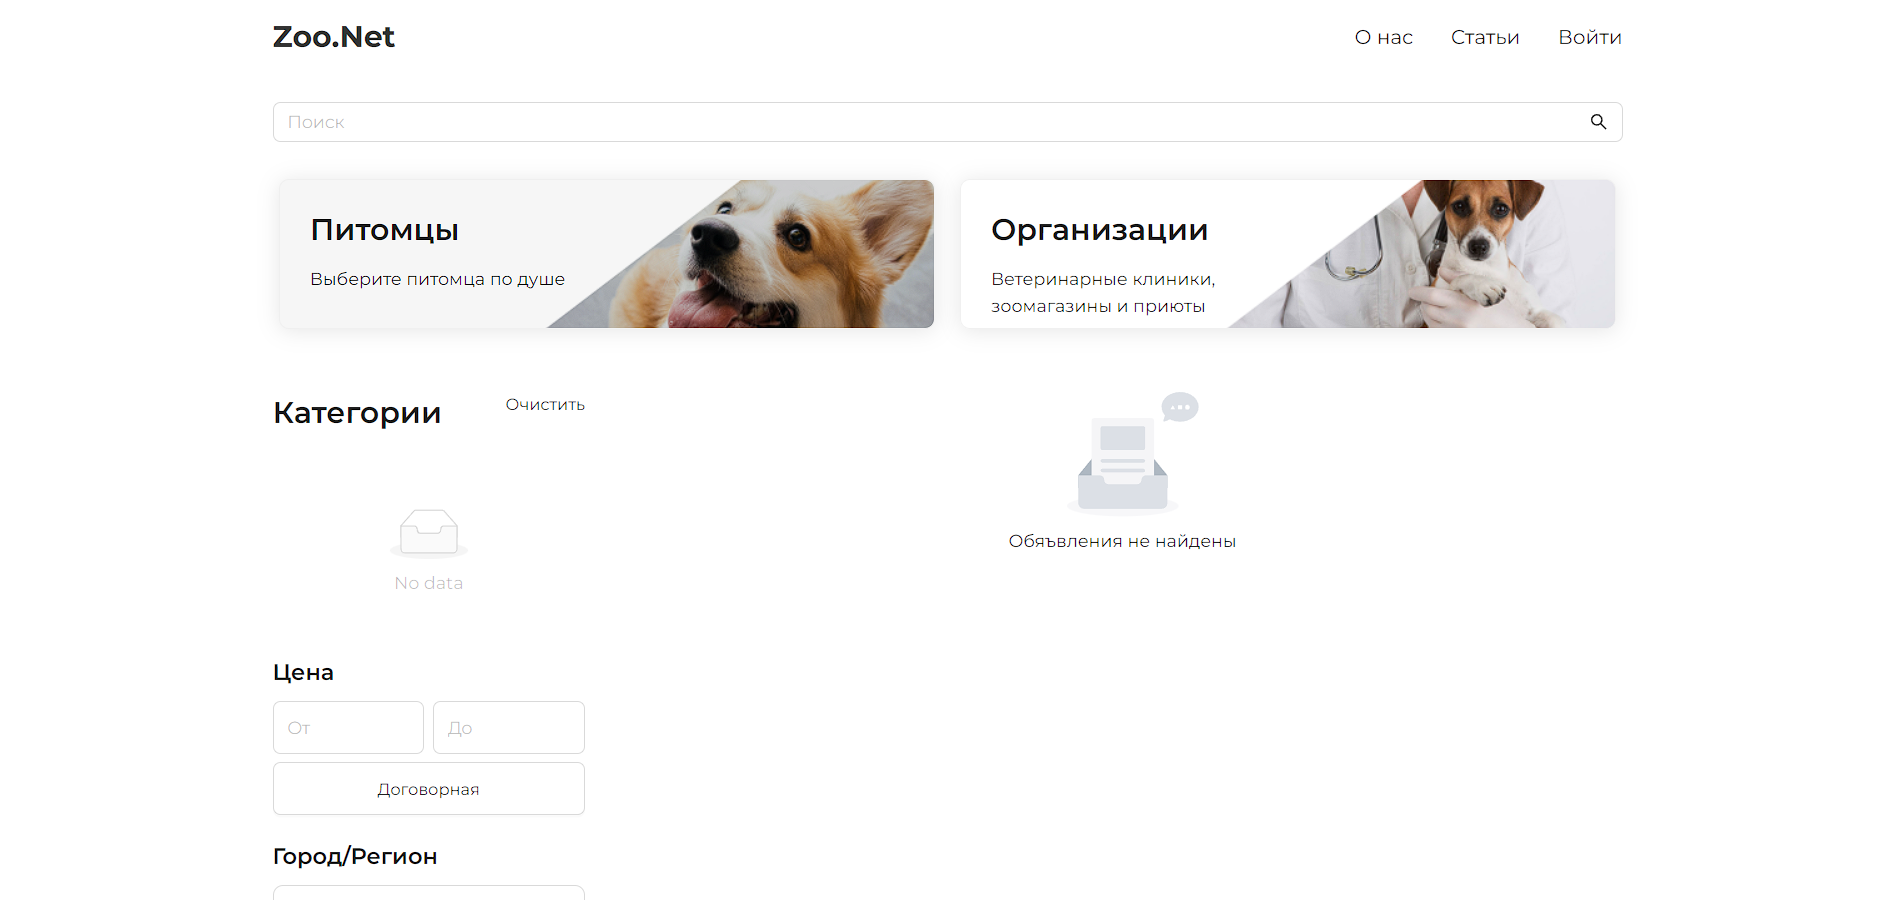 Zoo.Net
О нас
Статьи
Войти
Поиск
Питомцы
Выберите питомца по душе
Организации
Ветеринарные клиники,
зоомагазины и приюты
Категории
Очистить
No data
Обяъвления не найдены
Цена
От
До
Договорная
Город/Регион